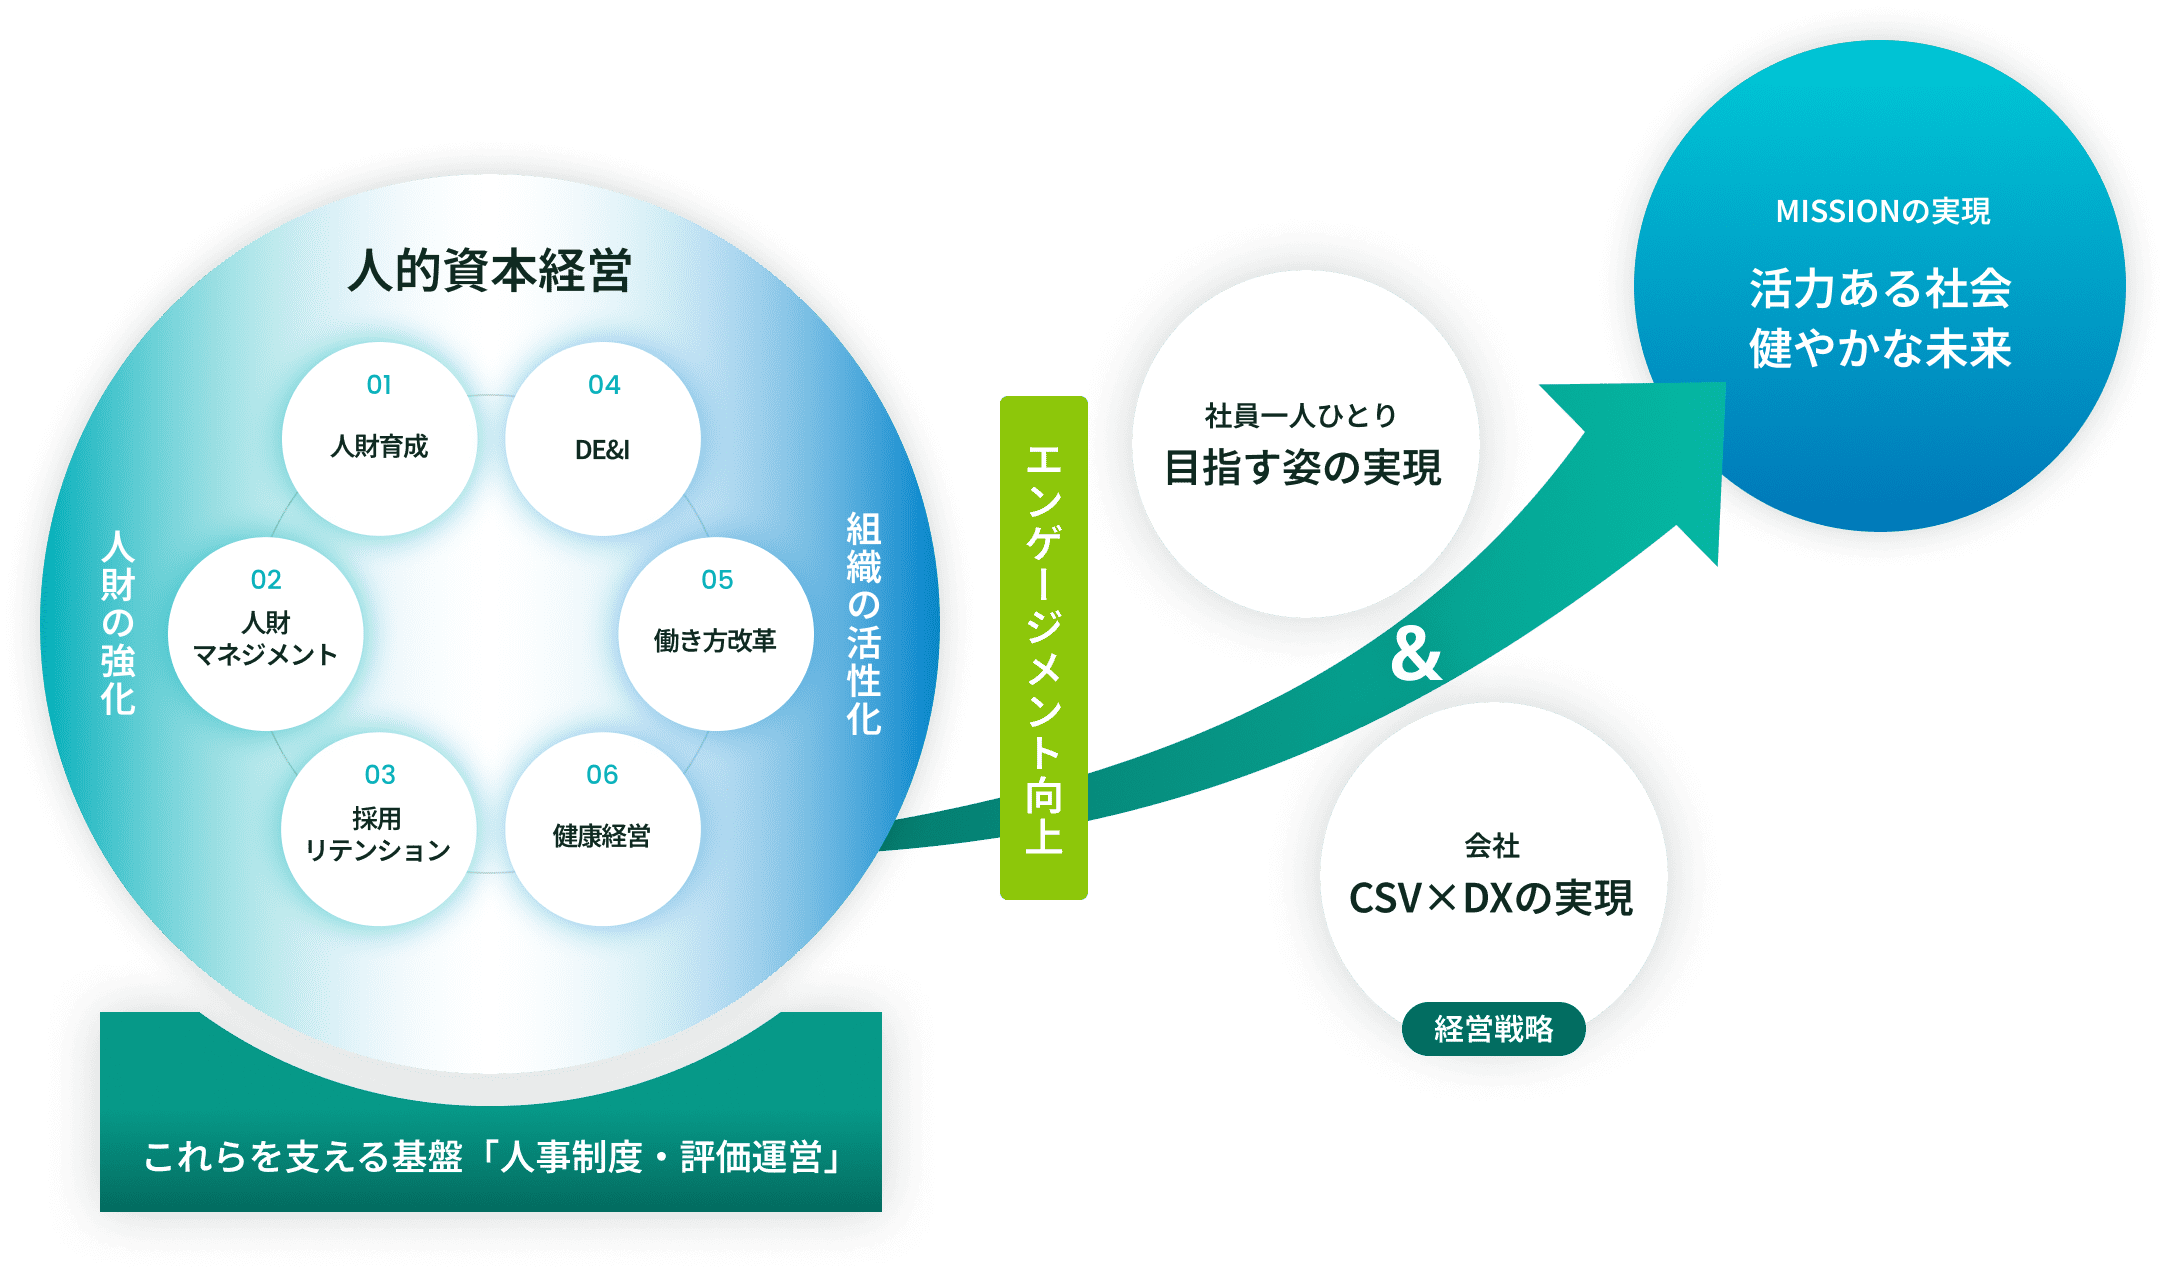 人的資本経営
人財の強化
01
人財育成
02
人財
マネジメント
03
採用
リテンション
04
DE&I
05
働き方改革
06
健康経営
組織の活性化
これらを支える基盤「人事制度・評価運営」
エンゲージメント向上
社員一人ひとり
目指す姿の実現
&
会社
CSV×DXの実現
経営戦略
MISSIONの実現
活力ある社会
健やかな未来